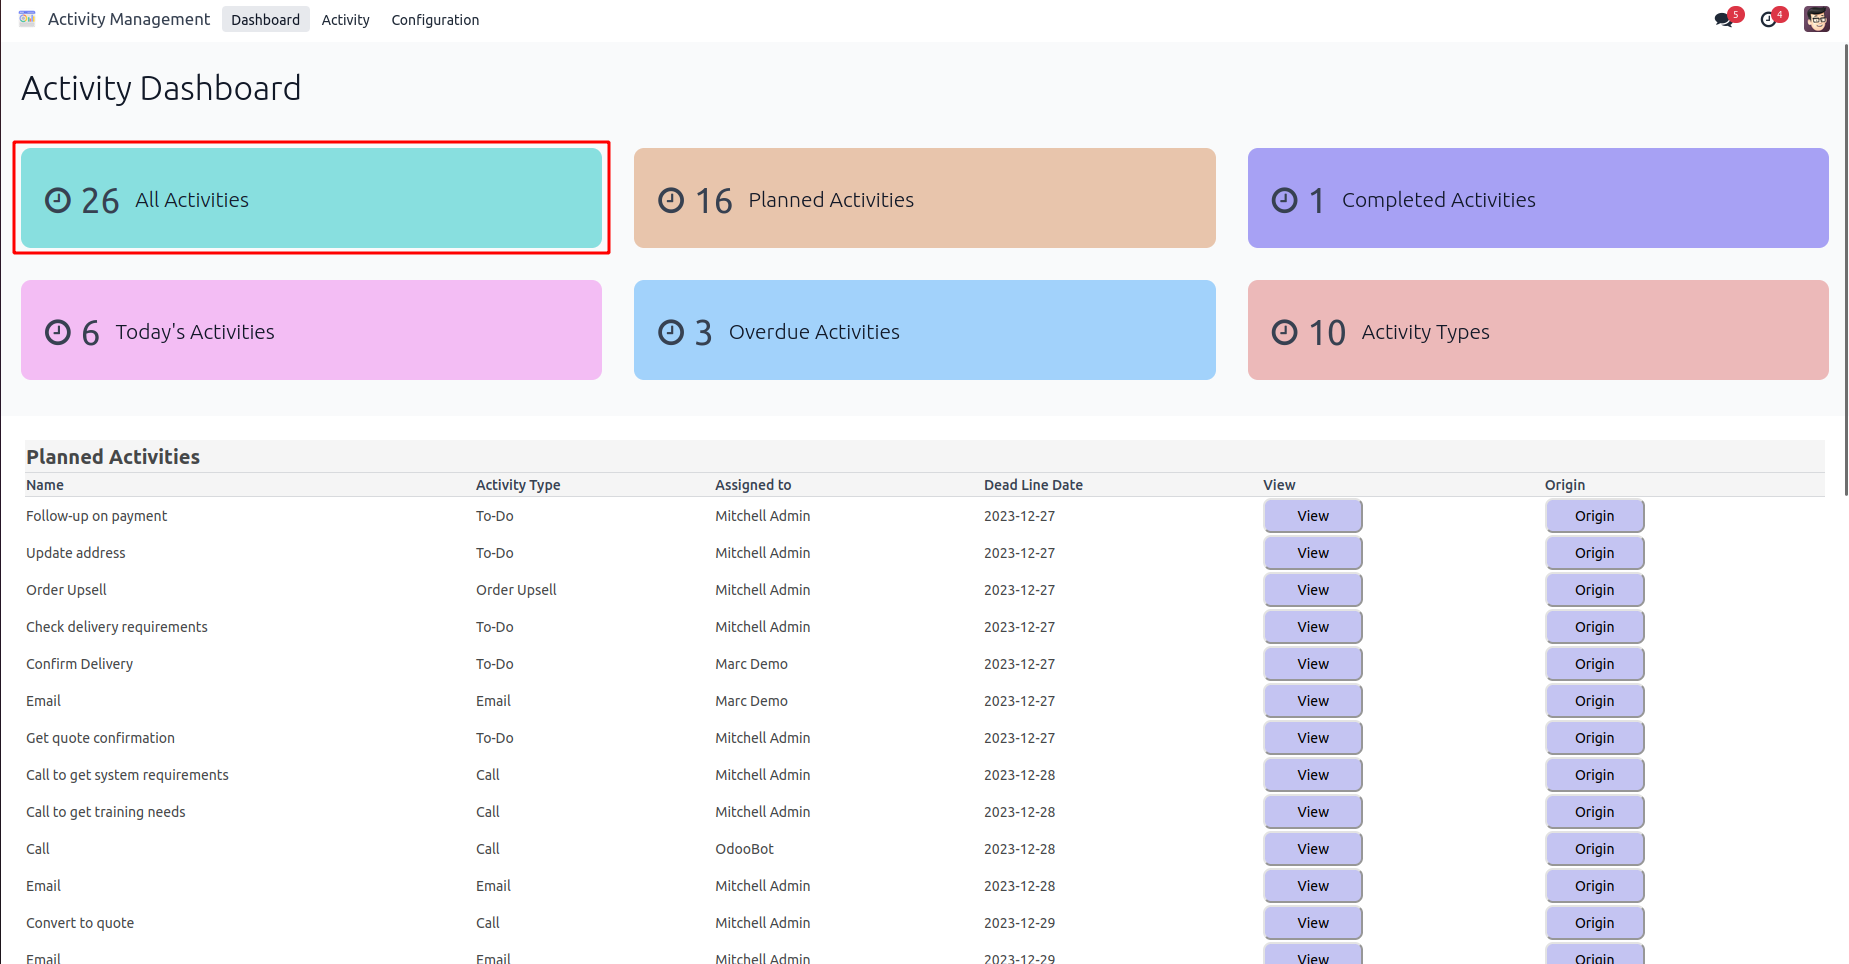 Activity Management Dashboard Activity Configuration 5 4
Activity Dashboard
26 All Activities
16 Planned Activities
1 Completed Activities
6 Today's Activities
3 Overdue Activities
10 Activity Types
Planned Activities
Name Activity Type Assigned to Dead Line Date View Origin
Follow-up on payment To-Do Mitchell Admin 2023-12-27 View Origin
Update address To-Do Mitchell Admin 2023-12-27 View Origin
Order Upsell Order Upsell Mitchell Admin 2023-12-27 View Origin
Check delivery requirements To-Do Mitchell Admin 2023-12-27 View Origin
Confirm Delivery To-Do Marc Demo 2023-12-27 View Origin
Email Email Marc Demo 2023-12-27 View Origin
Get quote confirmation To-Do Mitchell Admin 2023-12-27 View Origin
Call to get system requirements Call Mitchell Admin 2023-12-28 View Origin
Call to get training needs Call Mitchell Admin 2023-12-28 View Origin
Call Call OdooBot 2023-12-28 View Origin
Email Email Mitchell Admin 2023-12-28 View Origin
Convert to quote Call Mitchell Admin 2023-12-29 View Origin
Email Email Mitchell Admin 2023-12-29 View Origin